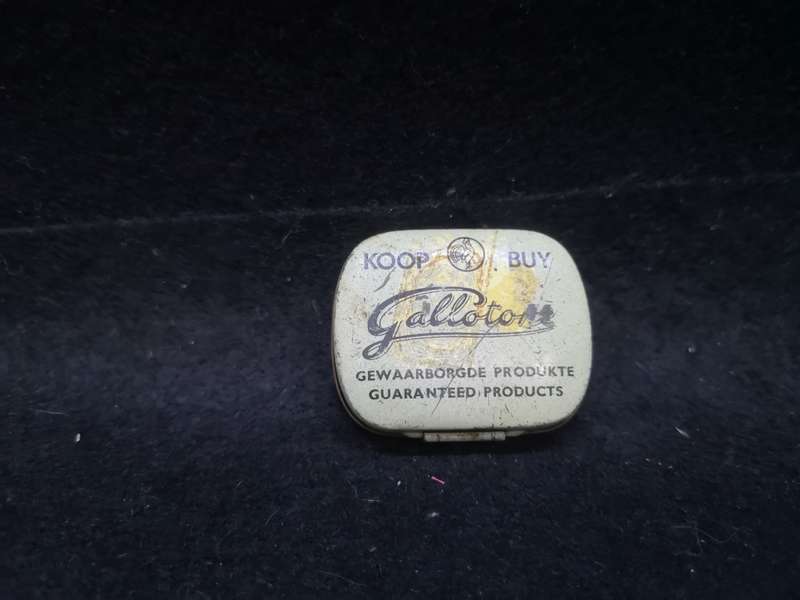 KOOP BUY
Gallotone
GEWAARBORGDE PRODUKTE
GUARANTEED PRODUCTS